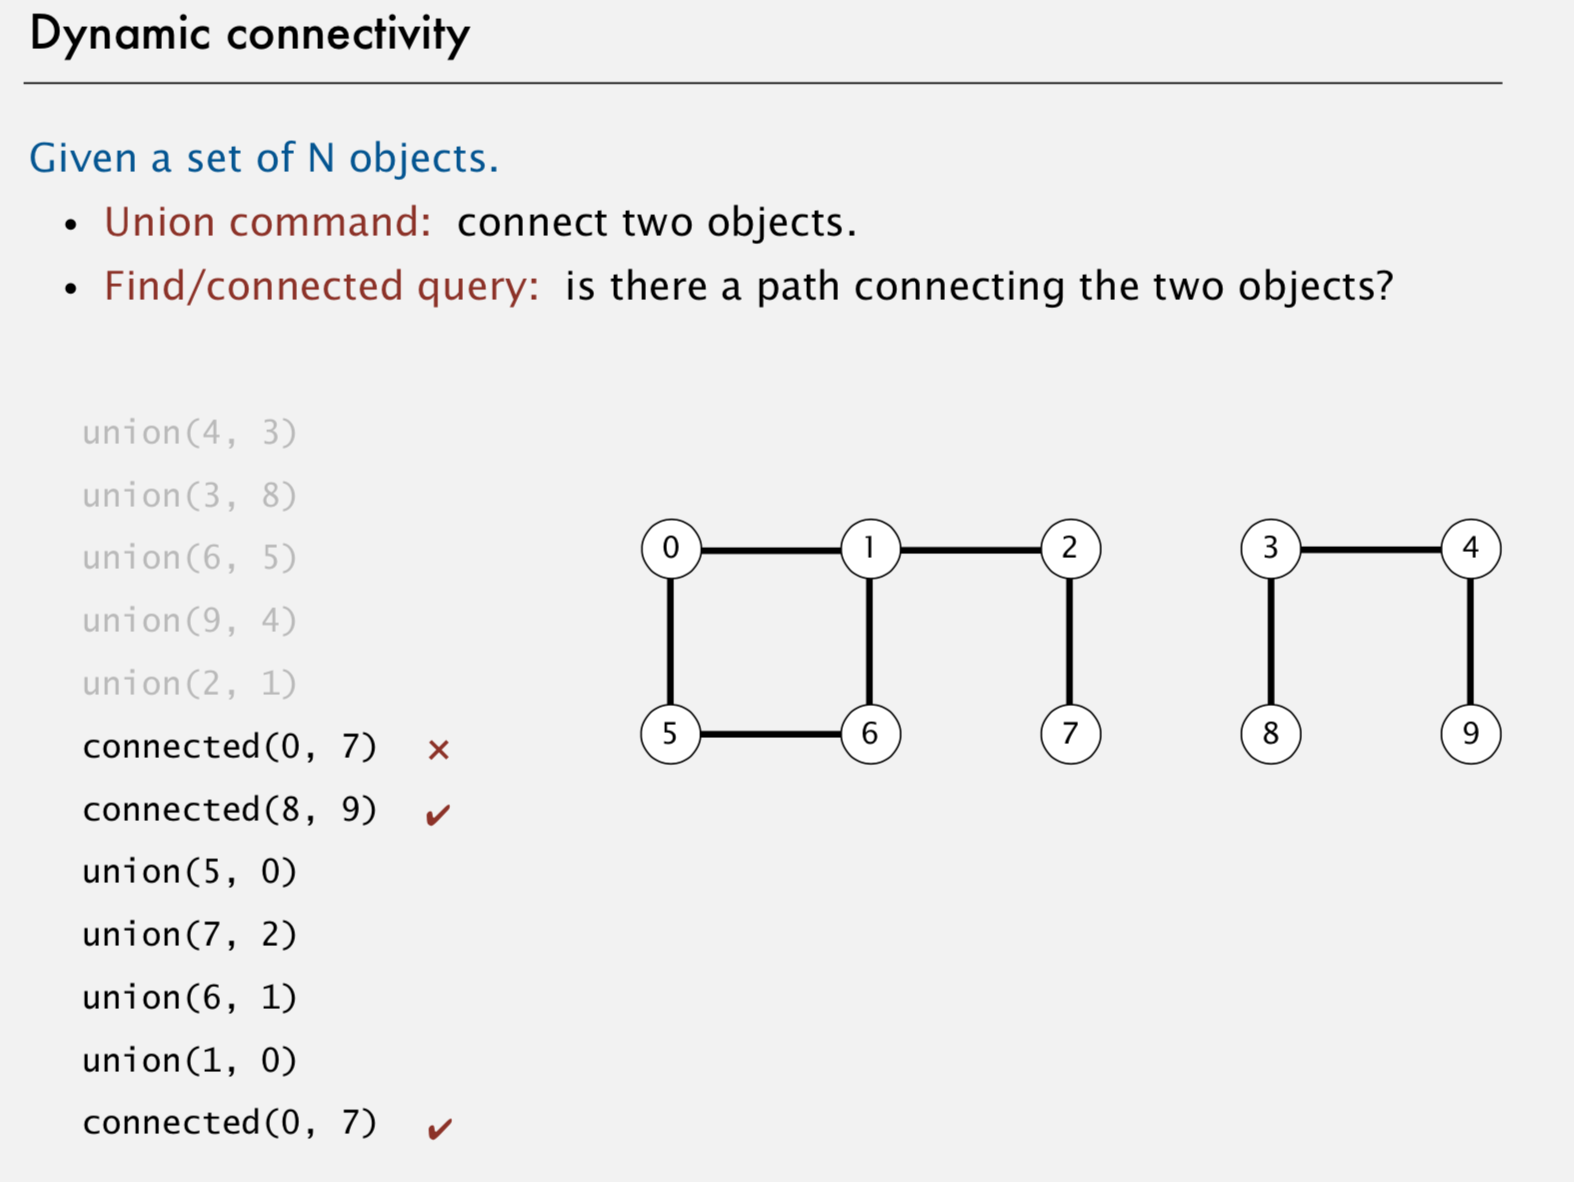 Dynamic connectivity
Given a set of N objects.
• Union command: connect two objects.
• Find/connected query: is there a path connecting the two objects?
union(4, 3)
union(3, 8)
union(6, 5)
union(9, 4)
union(2, 1)
connected(0, 7) ×
connected(8, 9) ✔
union(5, 0)
union(7, 2)
union(6, 1)
union(1, 0)
connected(0, 7) ✔
0 1 2 3 4
5 6 7 8 9